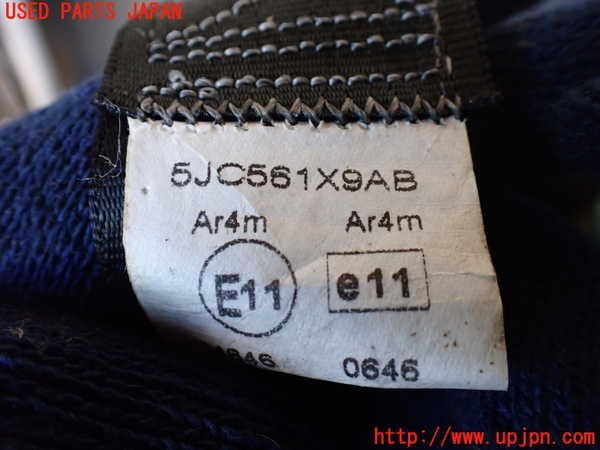 USED PARTS JAPAN
5JC561X9AB
Ar4m Ar4m
E11 e11
0646
http://www.upjpn.com/